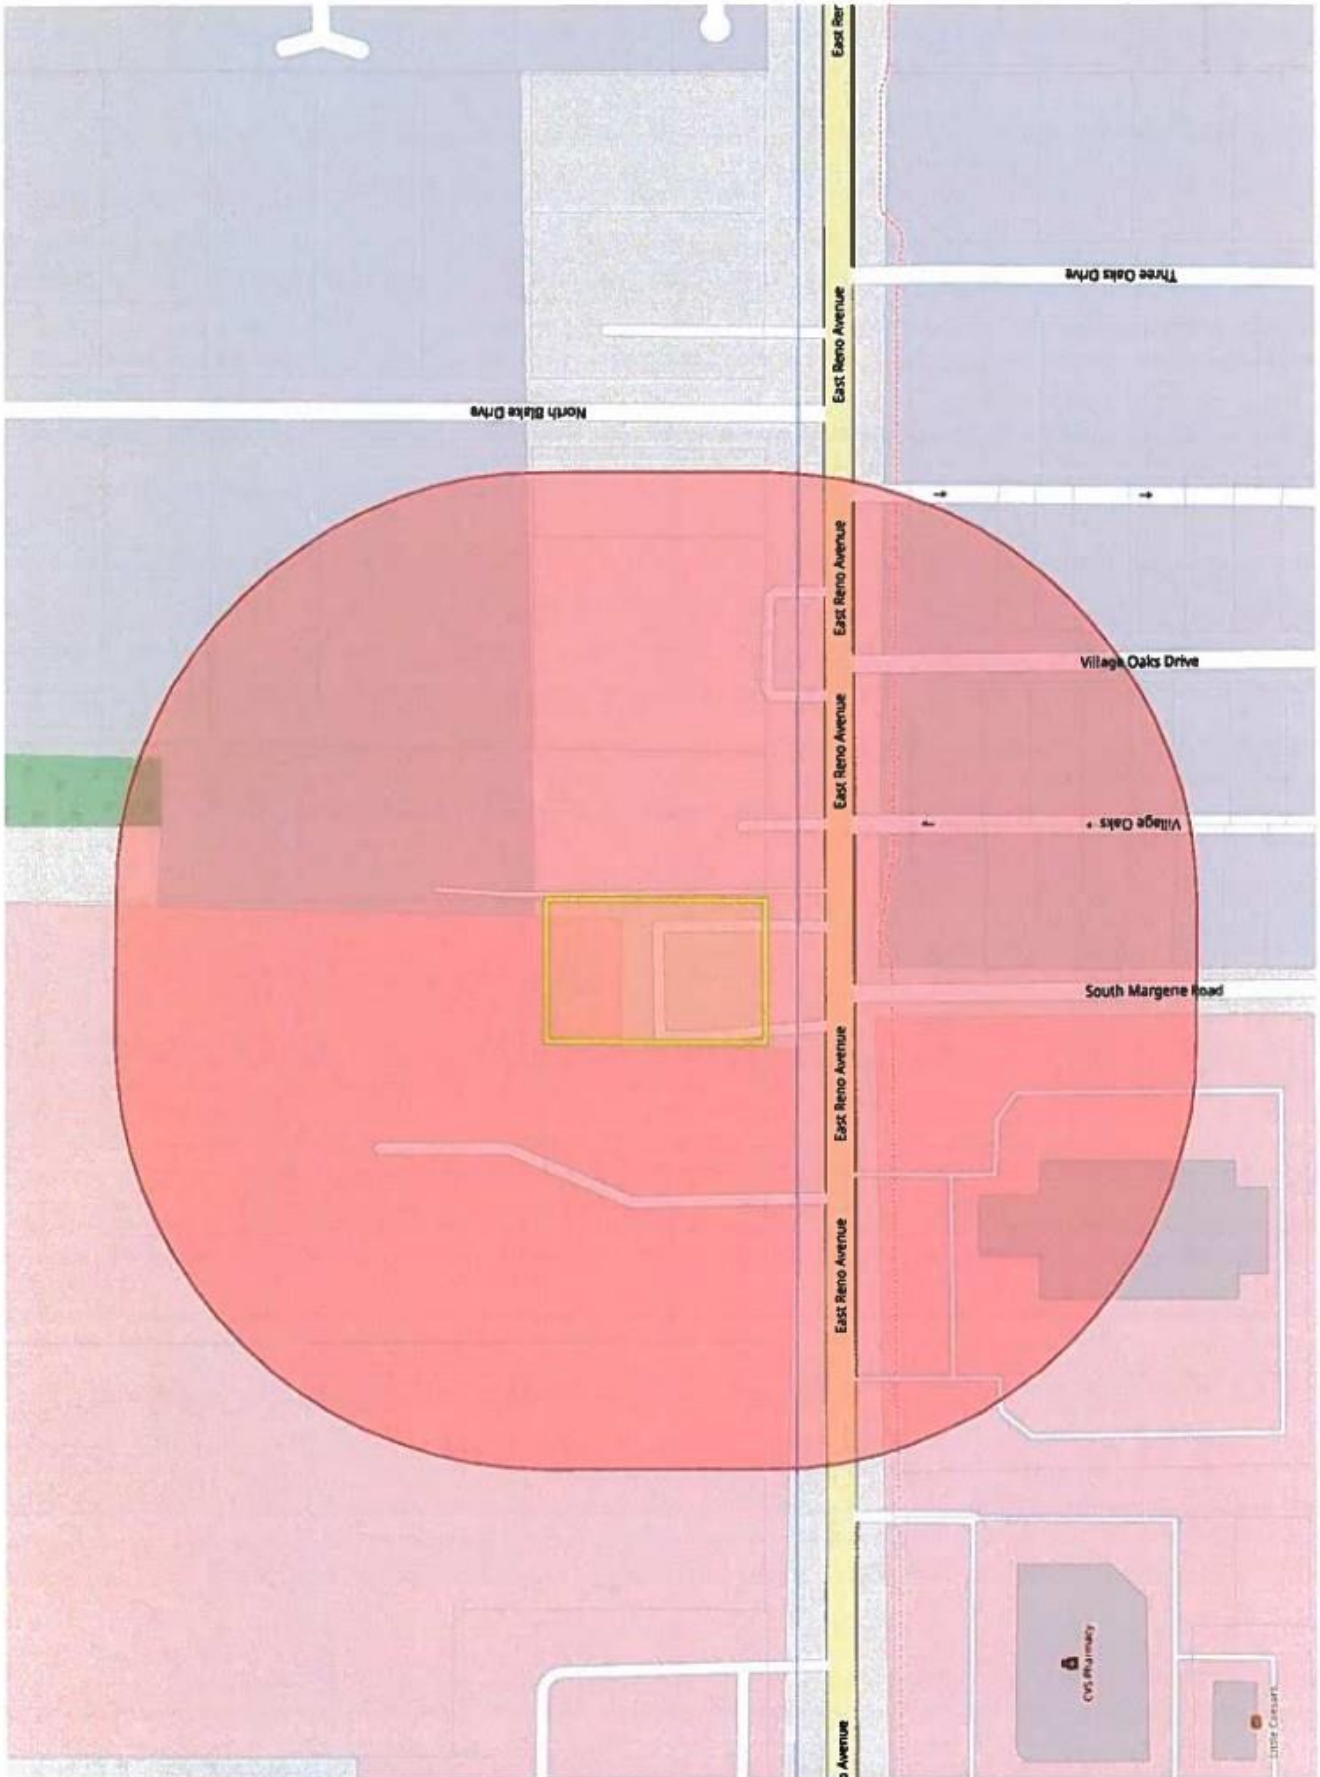 East Rer
Three Oaks Drive
East Reno Avenue
North Blake Drive
East Reno Avenue
Village Oaks Drive
East Reno Avenue
Village Oaks
South Margene Road
East Reno Avenue
East Reno Avenue
CVS Pharmacy
Little Caesars
o Avenue